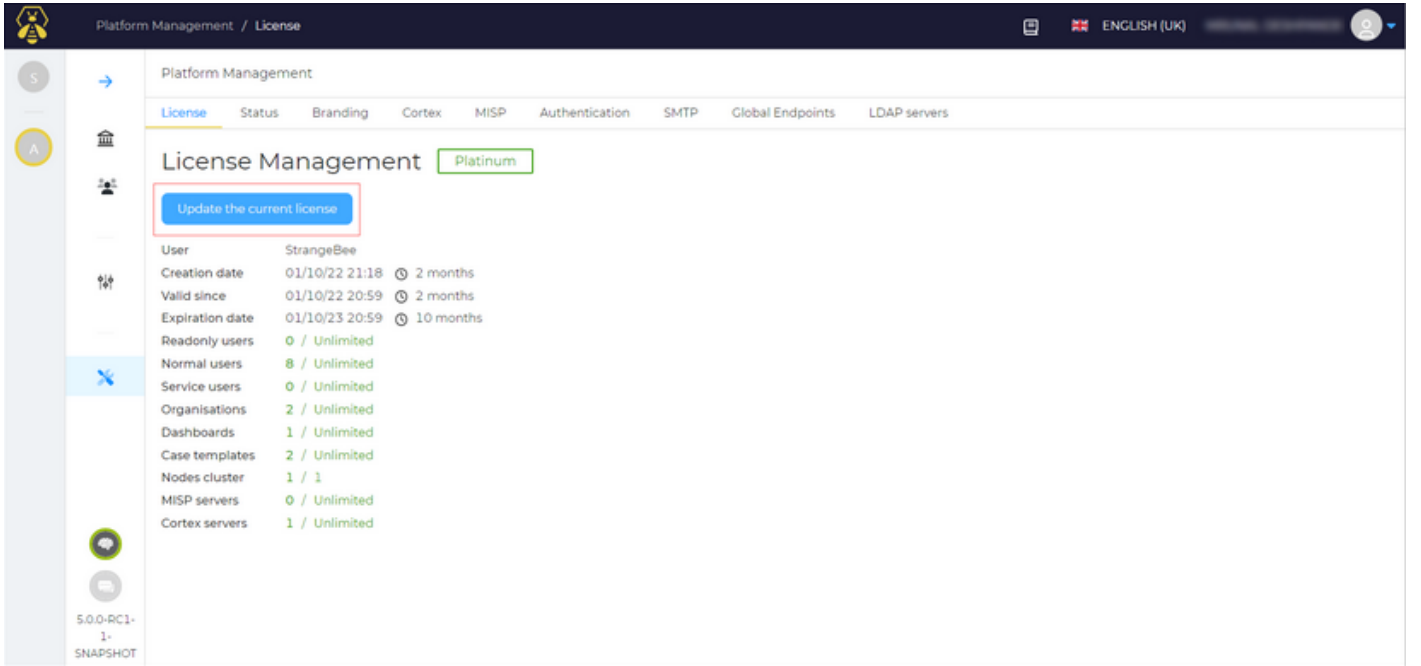 Platform Management / License
ENGLISH (UK)
S
A
Platform Management
License Status Branding Cortex MISP Authentication SMTP Global Endpoints LDAP servers
License Management Platinum
Update the current license
User StrangeBee
Creation date 01/10/22 21:18 2 months
Valid since 01/10/22 20:59 2 months
Expiration date 01/10/23 20:59 10 months
Readonly users 0 / Unlimited
Normal users 8 / Unlimited
Service users 0 / Unlimited
Organisations 2 / Unlimited
Dashboards 1 / Unlimited
Case templates 2 / Unlimited
Nodes cluster 1 / 1
MISP servers 0 / Unlimited
Cortex servers 1 / Unlimited
5.0.0-RC1-
1-
SNAPSHOT